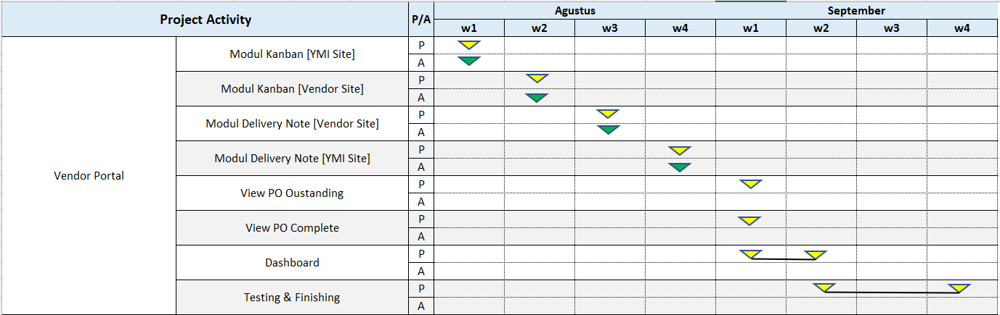 Project Activity P/A Agustus September
w1 w2 w3 w4 w1 w2 w3 w4
Vendor Portal
Modul Kanban [YMI Site] P
A
Modul Kanban [Vendor Site] P
A
Modul Delivery Note [Vendor Site] P
A
Modul Delivery Note [YMI Site] P
A
View PO Oustanding P
A
View PO Complete P
A
Dashboard P
A
Testing & Finishing P
A